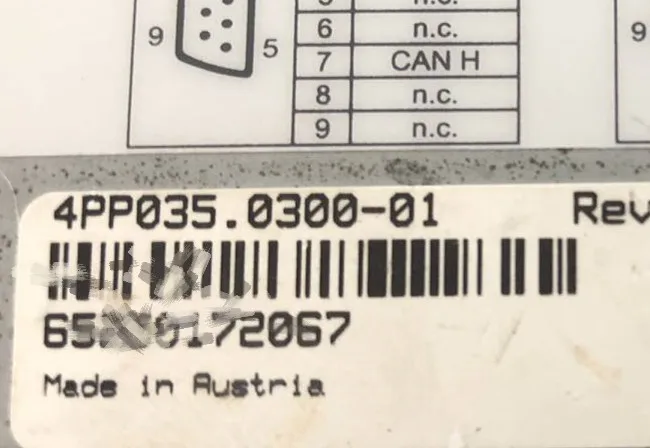 9
5
6 n.c.
7 CAN H
8 n.c.
9 n.c.
9
4PP035.0300-01 Rev
Made in Austria